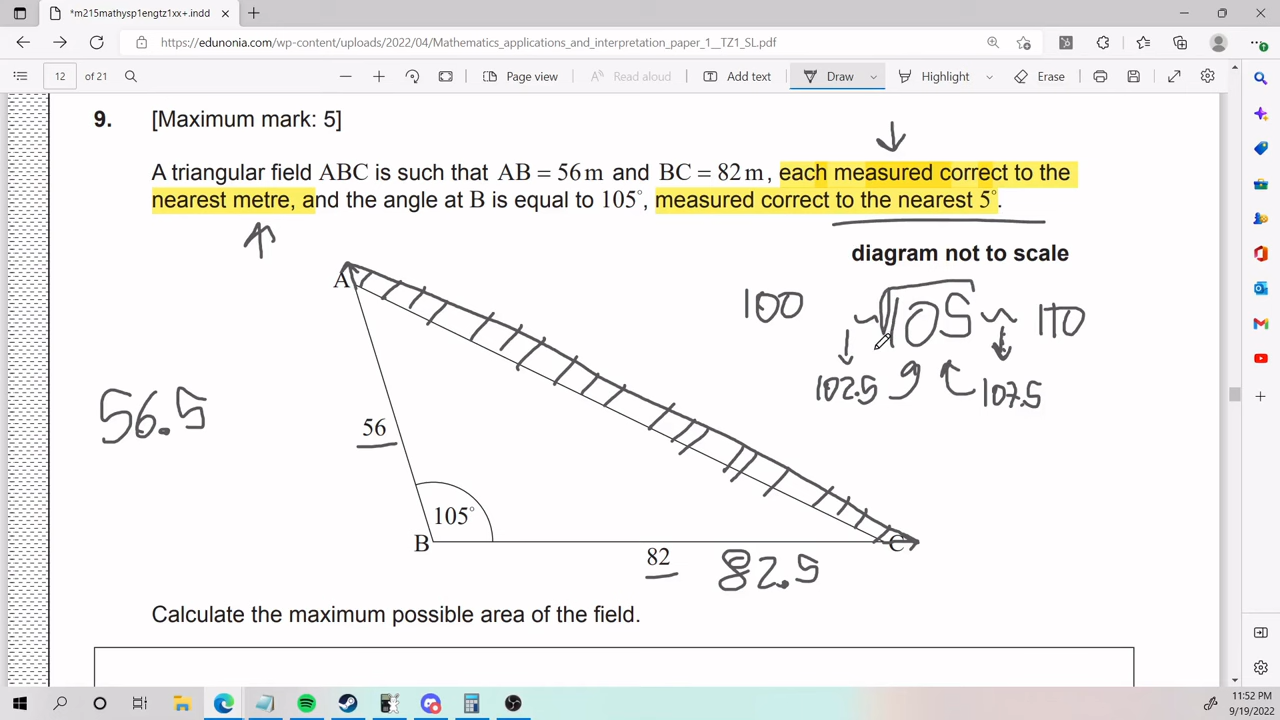 *m215mathysp1engtz1xx+.indd
https://edunonia.com/wp-content/uploads/2022/04/Mathematics_applications_and_interpretation_paper_1__TZ1_SL.pdf
12 of 21
Page view
Read aloud
Add text
Draw
Highlight
Erase
9. [Maximum mark: 5]
A triangular field ABC is such that AB = 56 m and BC = 82 m, each measured correct to the
nearest metre, and the angle at B is equal to 105°, measured correct to the nearest 5°.
diagram not to scale
100 105 110
102.5 107.5
A
56.5
56
105°
B
C
82 82.5
Calculate the maximum possible area of the field.
11:52 PM
9/19/2022